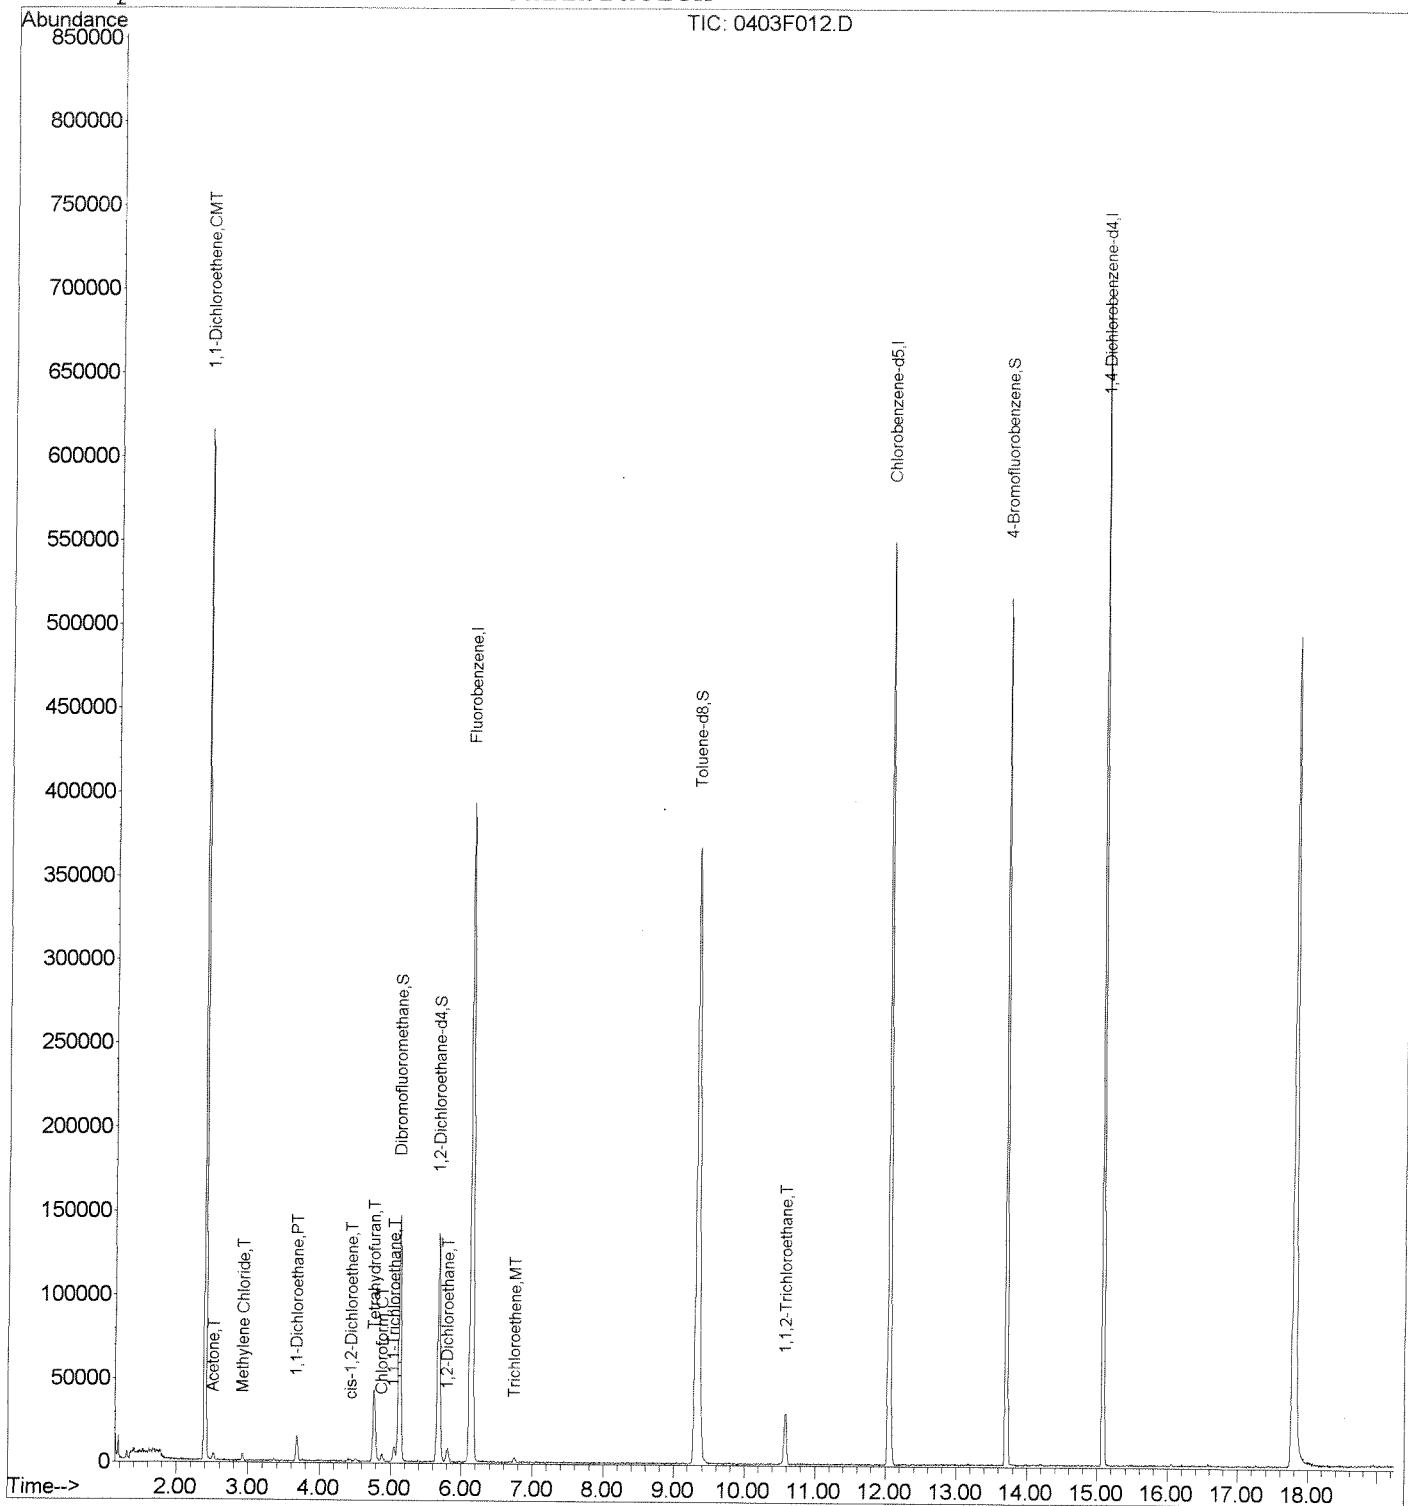 Abundance
TIC: 0403F012.D
850000
800000
750000
700000
650000
600000
550000
500000
450000
400000
350000
300000
250000
200000
150000
100000
50000
0
1,1-Dichloroethene,CMT
Acetone,T
Methylene Chloride,T
1,1-Dichloroethane,PT
cis-1,2-Dichloroethene,T
Tetrahydrofuran,T
Chloroform,CT
1,1,1-Trichloroethane,T
Dibromofluoromethane,S
1,2-Dichloroethane-d4,S
1,2-Dichloroethane,T
Fluorobenzene,I
Trichloroethene,MT
Toluene-d8,S
1,1,2-Trichloroethane,T
Chlorobenzene-d5,I
4-Bromofluorobenzene,S
1,4-Dichlorobenzene-d4,I
Time--> 2.00 3.00 4.00 5.00 6.00 7.00 8.00 9.00 10.00 11.00 12.00 13.00 14.00 15.00 16.00 17.00 18.00